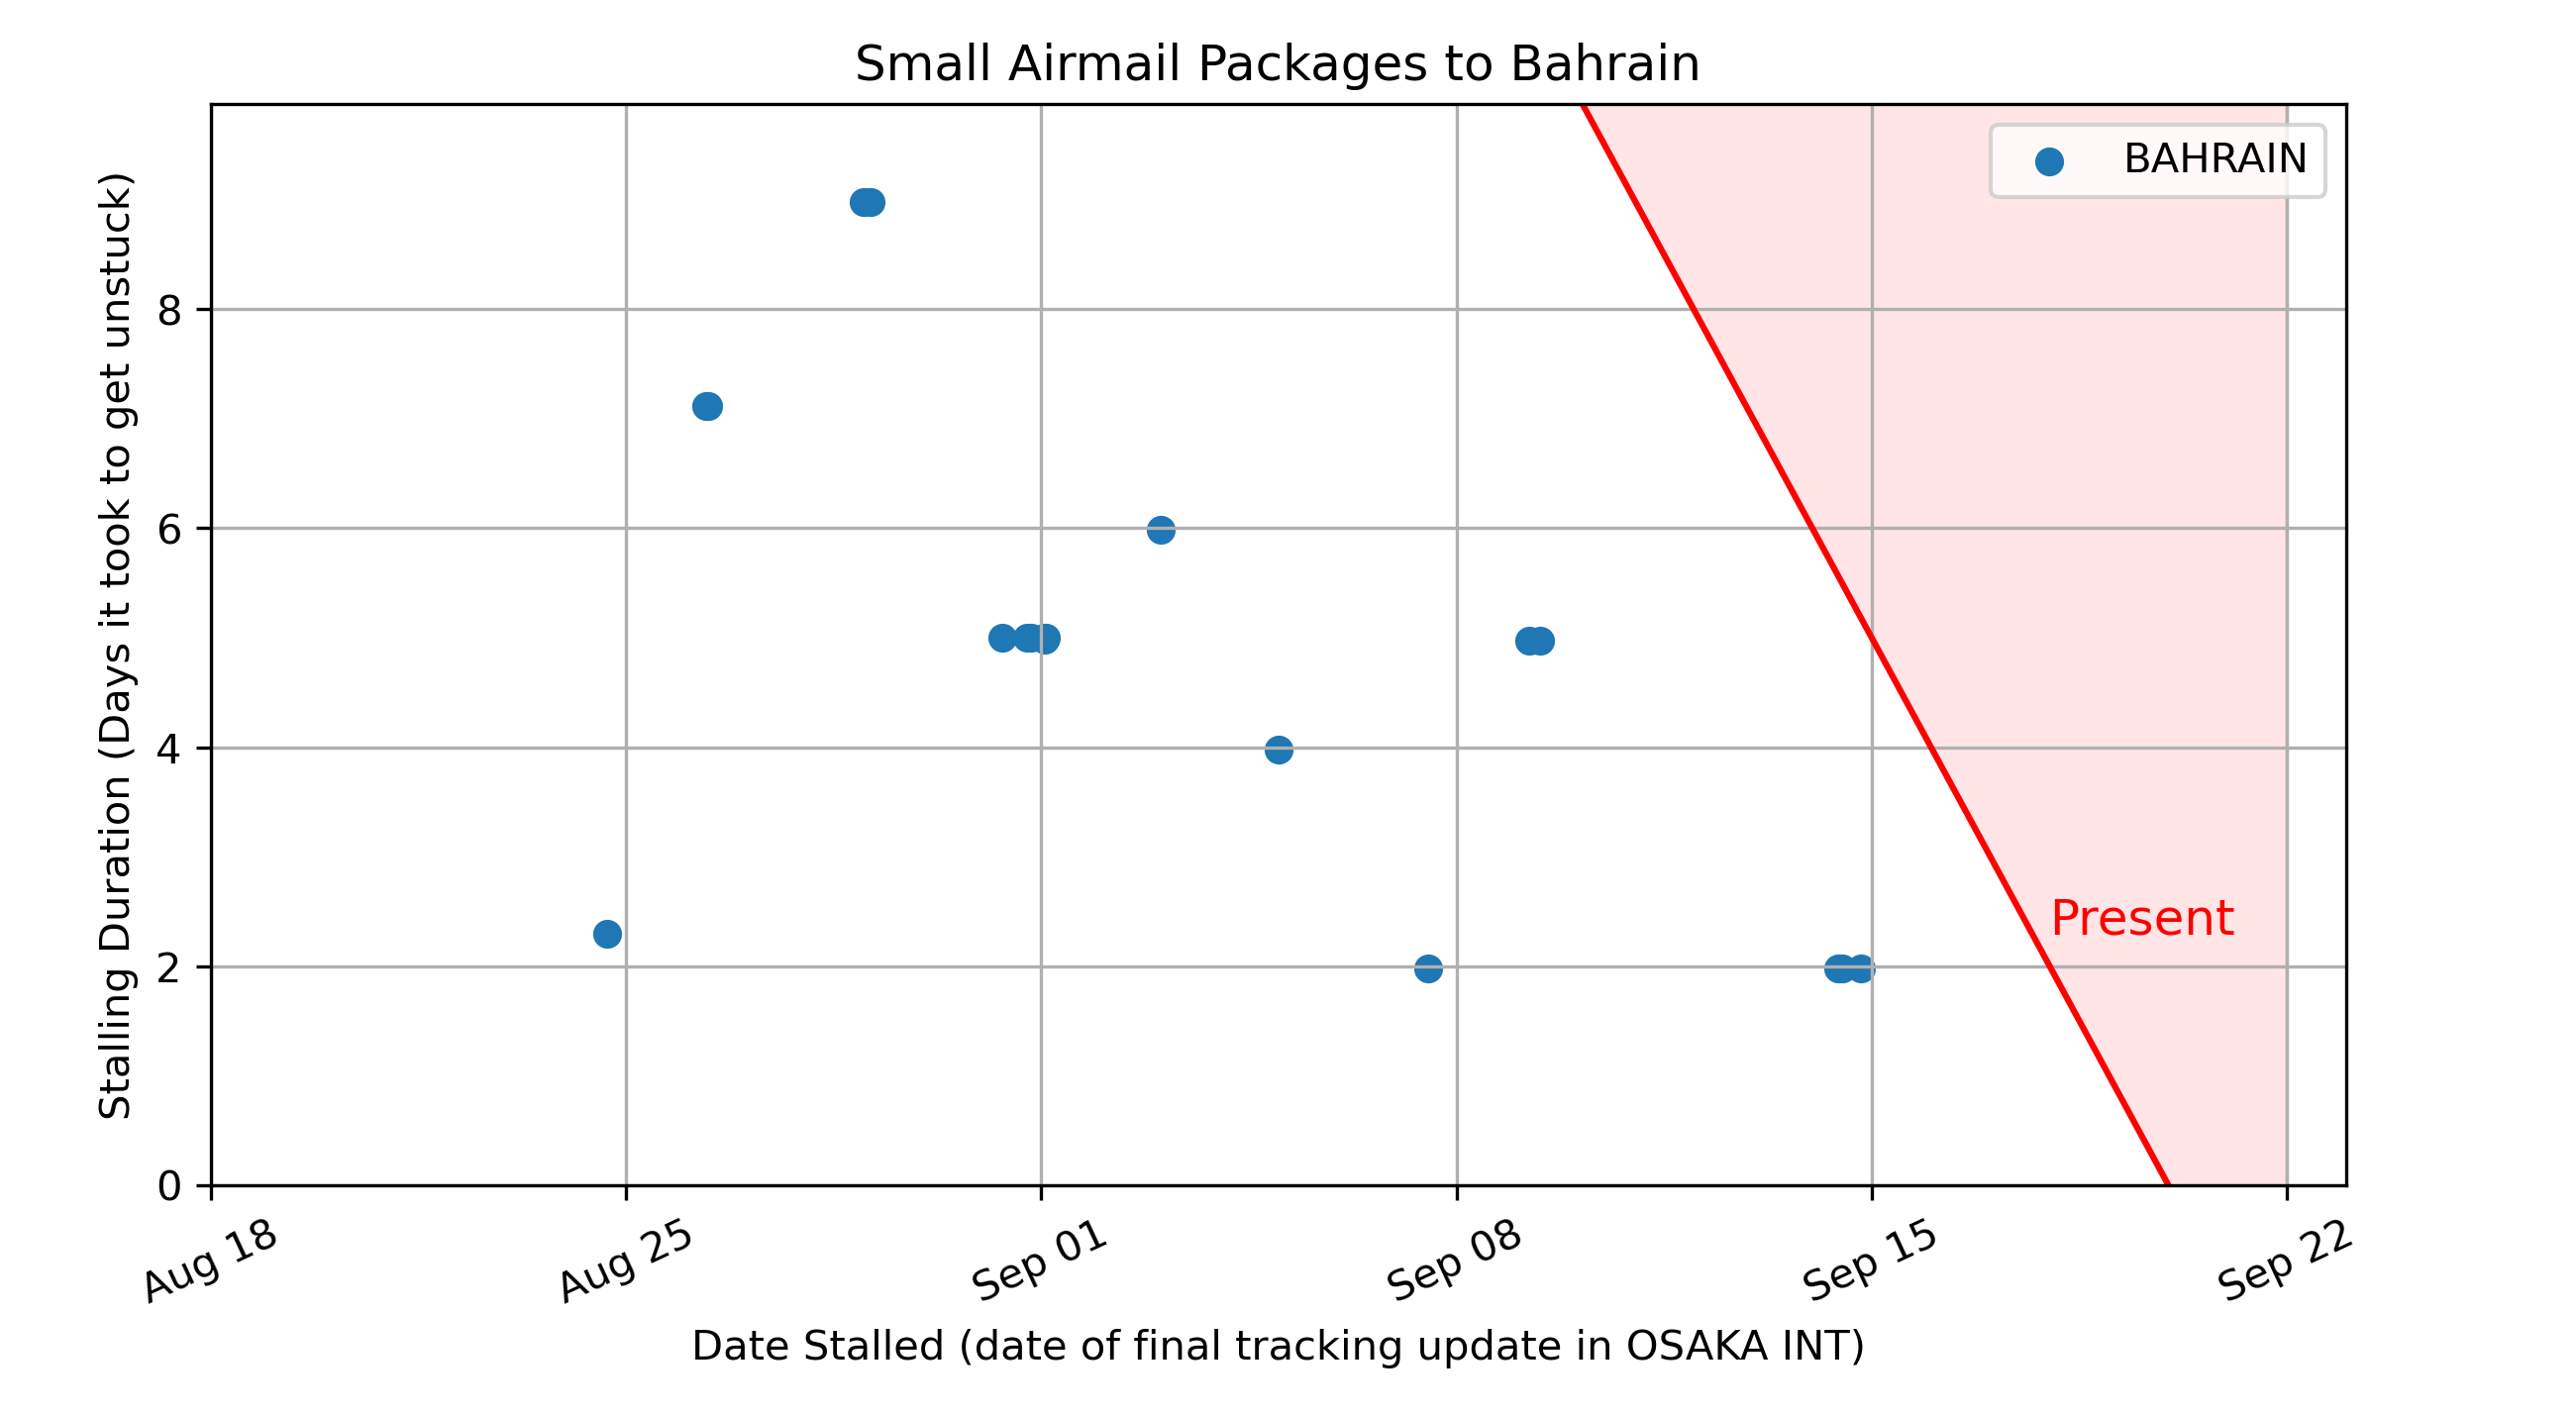 Small Airmail Packages to Bahrain
BAHRAIN
Stalling Duration (Days it took to get unstuck)
8
6
4
2
0
Present
Aug 18
Aug 25
Sep 01
Sep 08
Sep 15
Sep 22
Date Stalled (date of final tracking update in OSAKA INT)